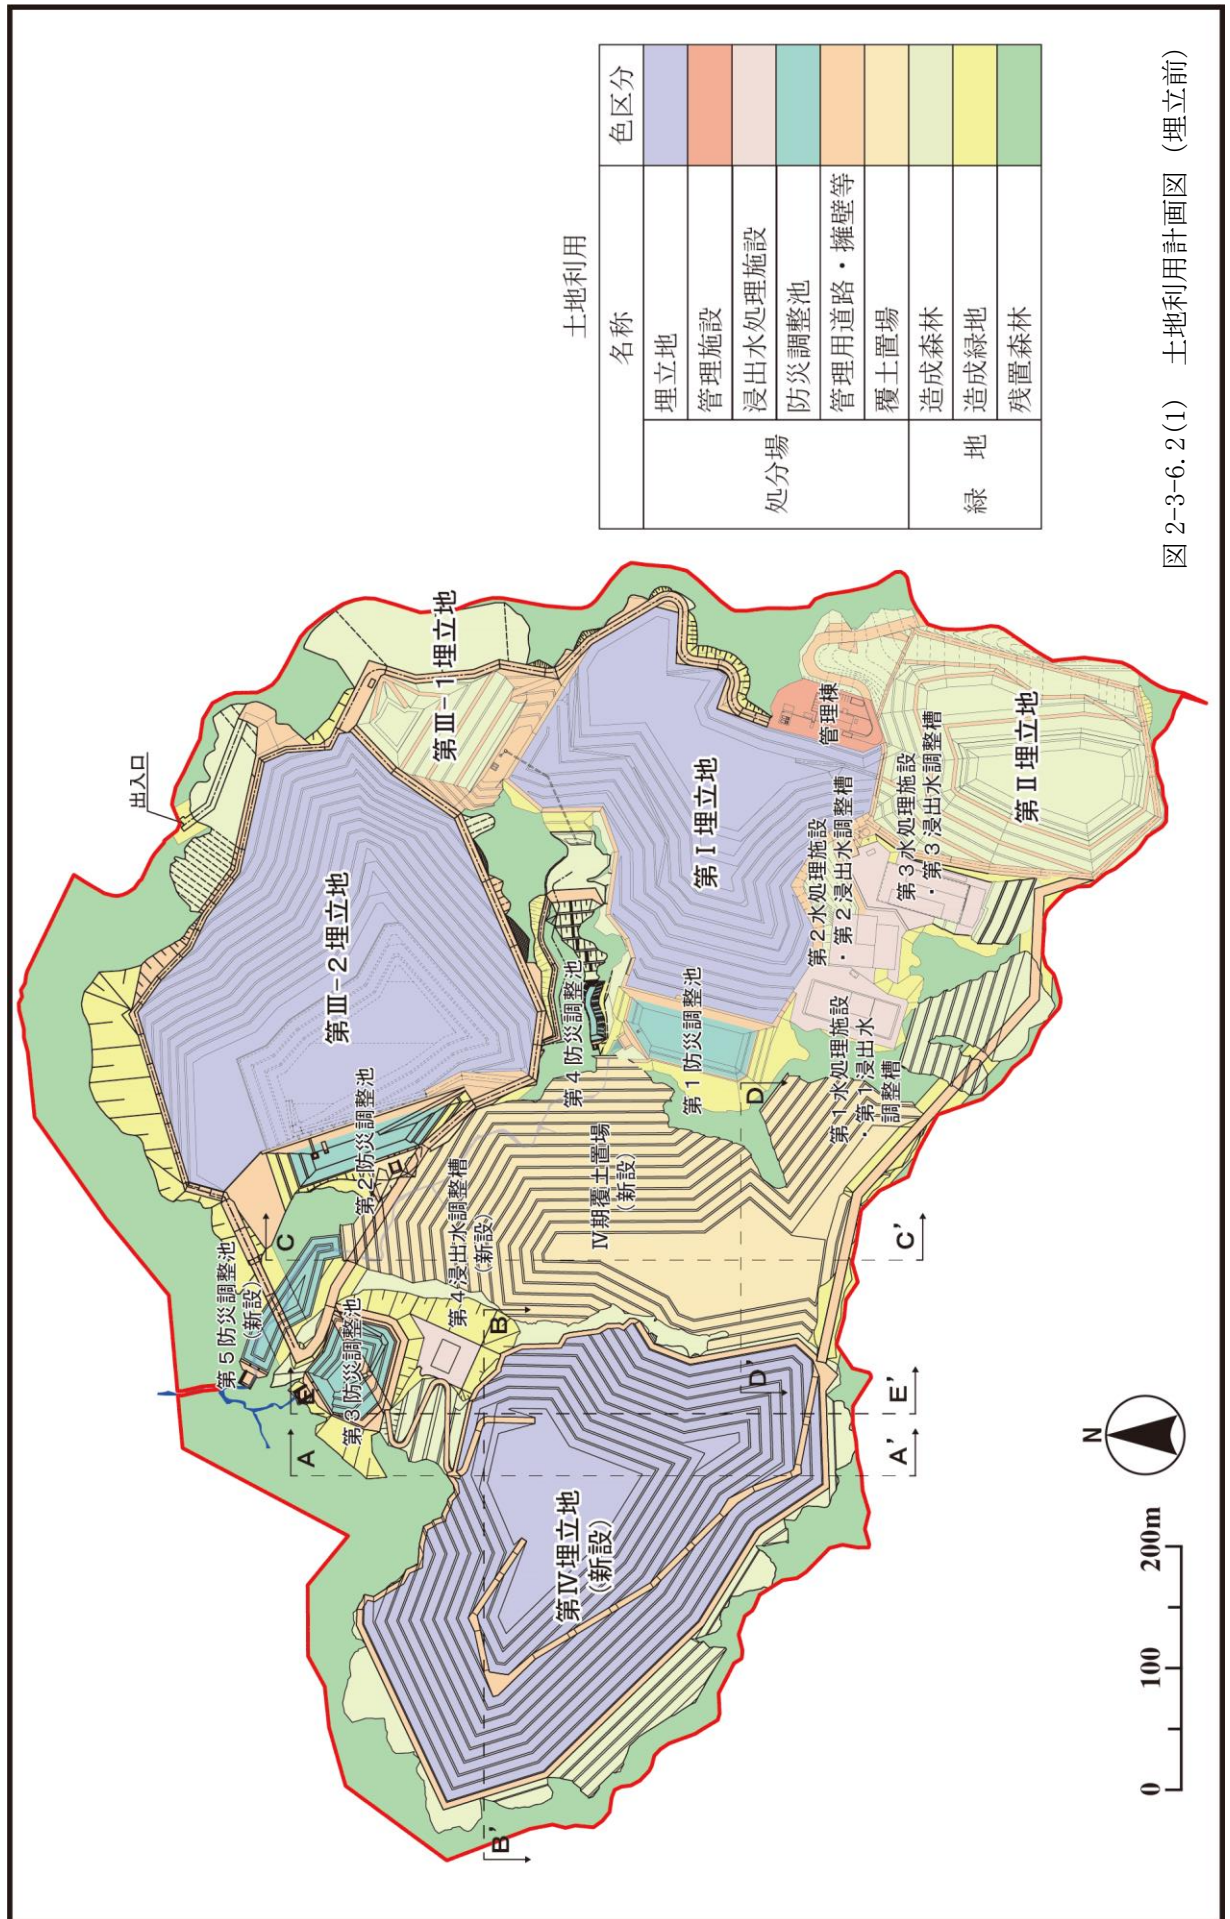 土地利用
名称
色区分
処分場
埋立地
管理施設
浸出水処理施設
防災調整池
管理用道路・擁壁等
覆土置場
緑　地
造成森林
造成緑地
残置森林
出入口
第Ⅲ-1埋立地
第Ⅲ-2埋立地
第Ⅰ埋立地
管理棟
第Ⅱ埋立地
第2水処理施設
・第2浸出水調整槽
第3水処理施設
・第3浸出水調整槽
第1水処理施設
・第1浸出水
調整槽
第4防災調整池
第1防災調整池
第2防災調整池
第4浸出水調整槽
(新設)
Ⅳ期覆土置場
(新設)
第5防災調整池
(新設)
第3防災調整池
第Ⅳ埋立地
(新設)
A
A'
B
B'
C
C'
D
D'
E
E'
N
0
100
200m
図 2-3-6.2(1)　土地利用計画図（埋立前）